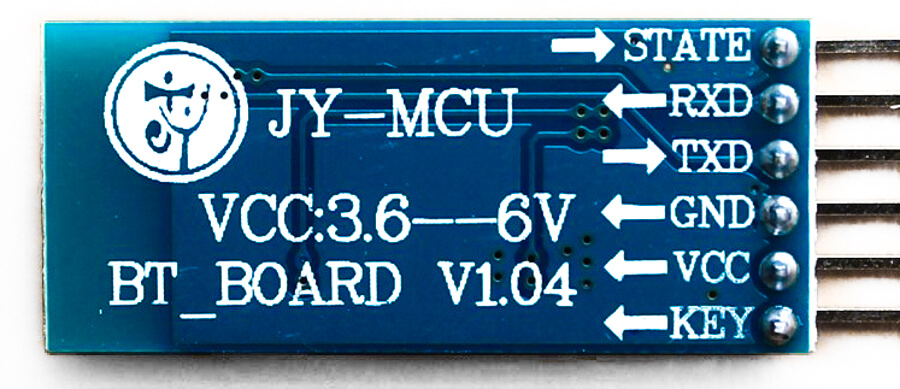 STATE
RXD
JY-MCU
TXD
VCC:3.6--6V
GND
VCC
BT_BOARD V1.04
KEY